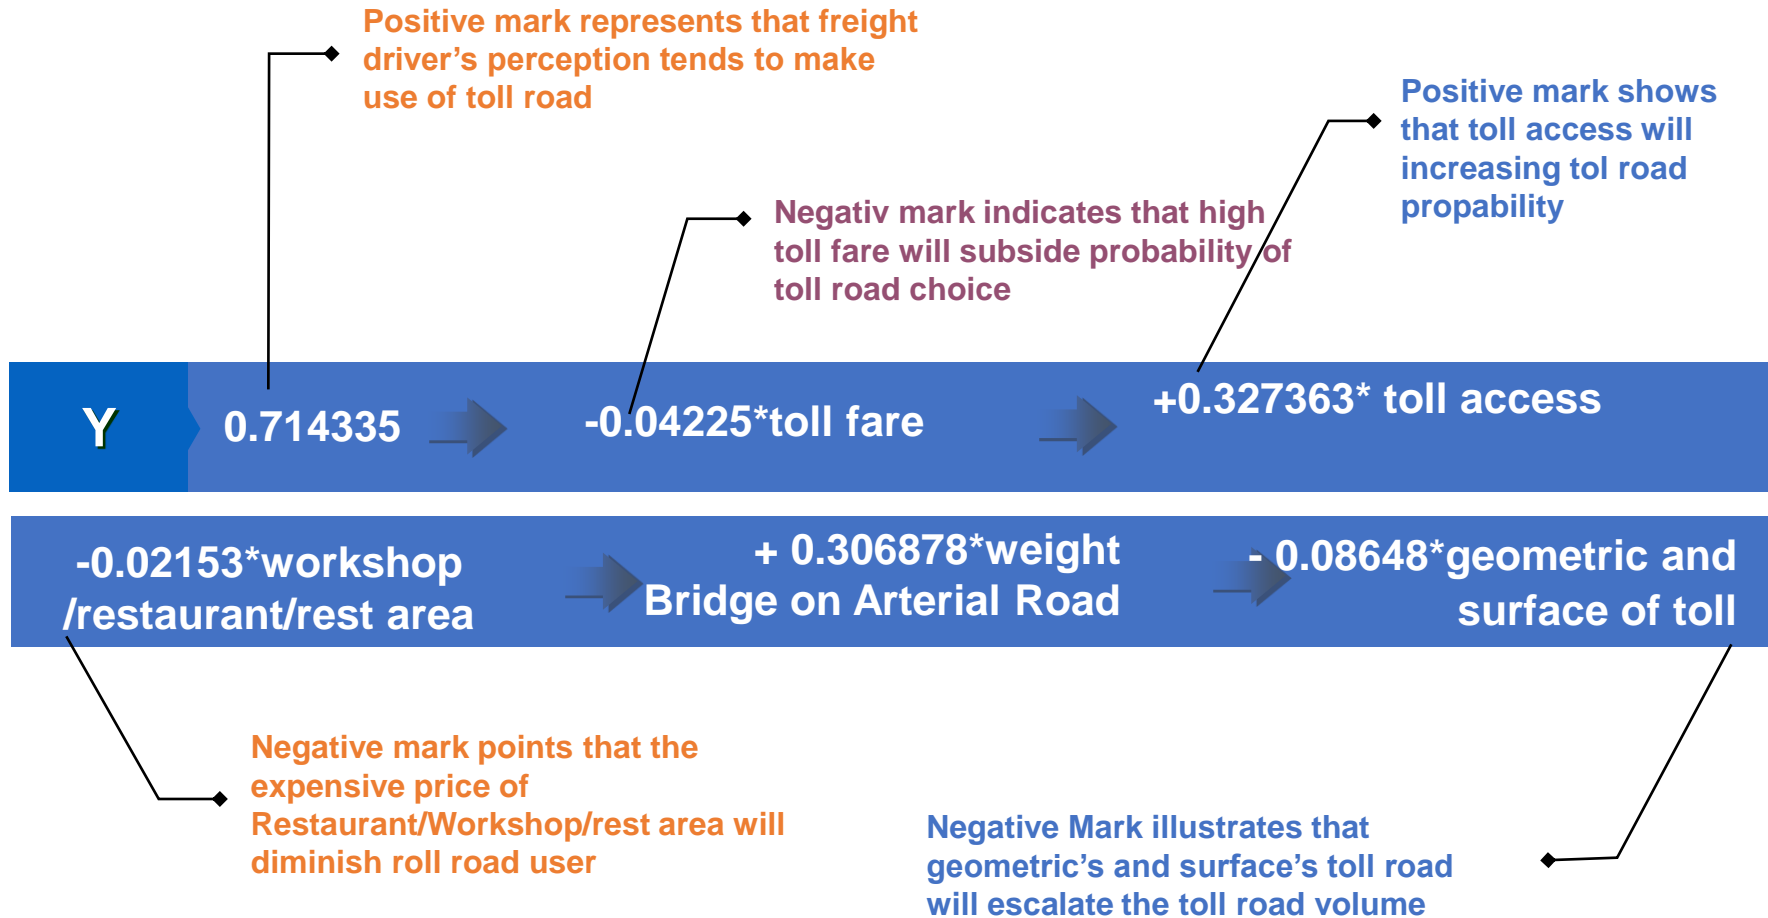 Positive mark represents that freight
driver’s perception tends to make
use of toll road
Positive mark shows
that toll access will
increasing tol road
propability
Negativ mark indicates that high
toll fare will subside probability of
toll road choice
Y
0.714335
-0.04225*toll fare
+0.327363* toll access
-0.02153*workshop
/restaurant/rest area
+ 0.306878*weight
Bridge on Arterial Road
- 0.08648*geometric and
surface of toll
Negative mark points that the
expensive price of
Restaurant/Workshop/rest area will
diminish roll road user
Negative Mark illustrates that
geometric’s and surface’s toll road
will escalate the toll road volume